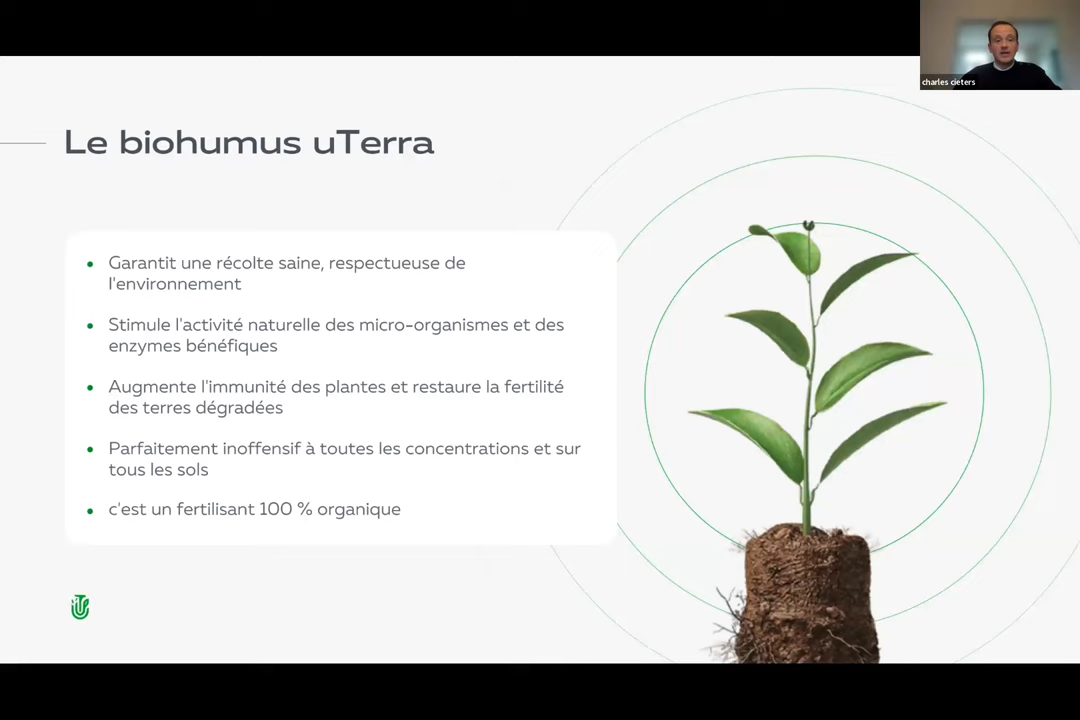 charles cieters
Le biohumus uTerra
Garantit une récolte saine, respectueuse de
l'environnement
Stimule l'activité naturelle des micro-organismes et des
enzymes bénéfiques
Augmente l'immunité des plantes et restaure la fertilité
des terres dégradées
Parfaitement inoffensif à toutes les concentrations et sur
tous les sols
c'est un fertilisant 100 % organique